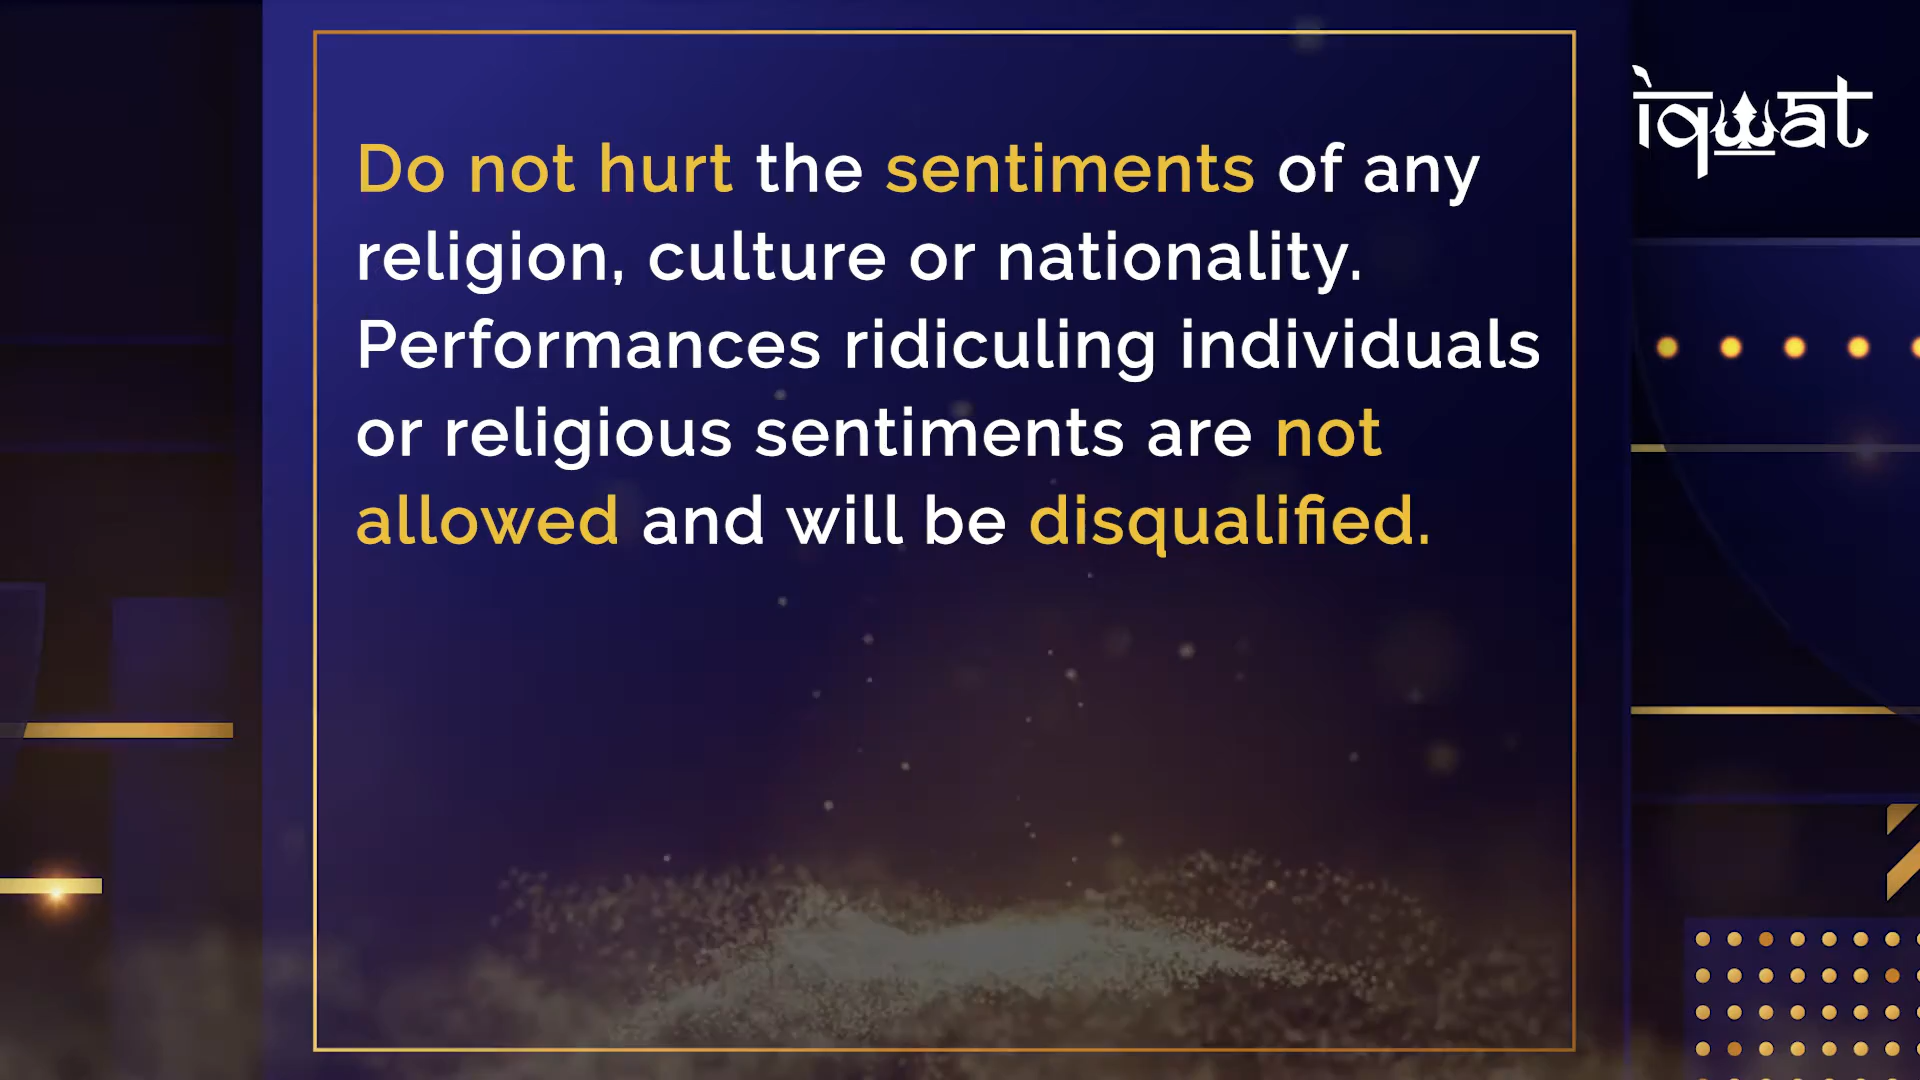 iqwat
Do not hurt the sentiments of any
religion, culture or nationality.
Performances ridiculing individuals
or religious sentiments are not
allowed and will be disqualified.